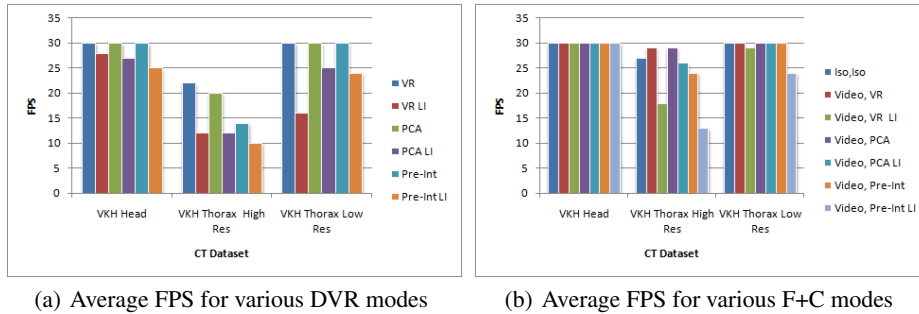 35
30
25
20
15
10
5
0
FPS
VKH Head
VKH Thorax High Res
VKH Thorax Low Res
CT Dataset
VR
VR LI
PCA
PCA LI
Pre-Int
Pre-Int LI
(a) Average FPS for various DVR modes
35
30
25
20
15
10
5
0
FPS
VKH Head
VKH Thorax High Res
VKH Thorax Low Res
CT Dataset
Iso,Iso
Video, VR
Video, VR LI
Video, PCA
Video, PCA LI
Video, Pre-Int
Video, Pre-Int LI
(b) Average FPS for various F+C modes